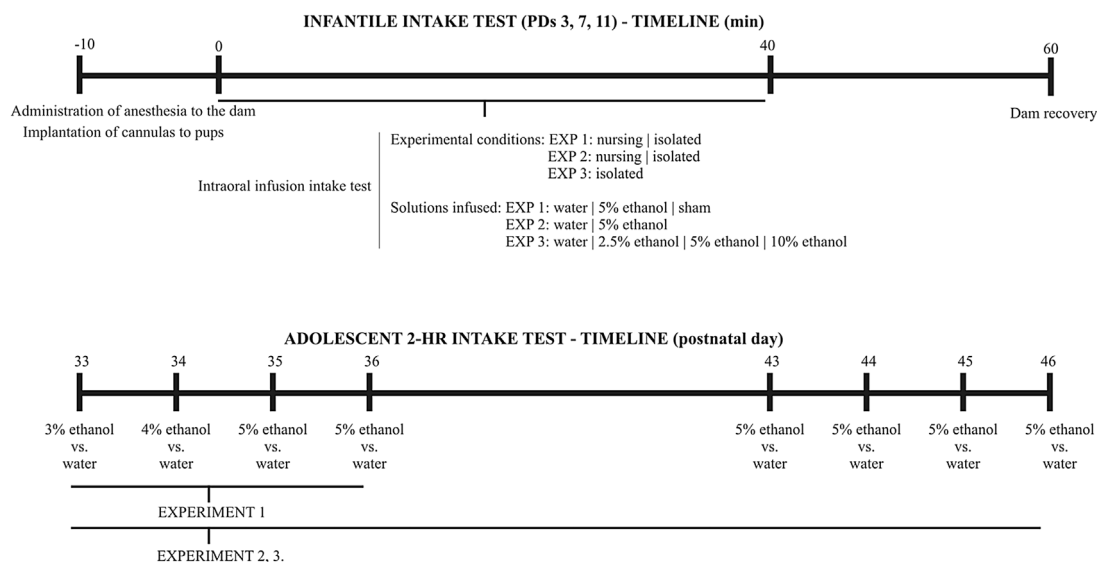 INFANTILE INTAKE TEST (PDs 3, 7, 11) - TIMELINE (min)
-10
0
40
60
Administration of anesthesia to the dam
Implantation of cannulas to pups
Dam recovery
Intraoral infusion intake test
Experimental conditions: EXP 1: nursing | isolated
EXP 2: nursing | isolated
EXP 3: isolated
Solutions infused: EXP 1: water | 5% ethanol | sham
EXP 2: water | 5% ethanol
EXP 3: water | 2.5% ethanol | 5% ethanol | 10% ethanol
ADOLESCENT 2-HR INTAKE TEST - TIMELINE (postnatal day)
33
34
35
36
43
44
45
46
3% ethanol
vs.
water
4% ethanol
vs.
water
5% ethanol
vs.
water
5% ethanol
vs.
water
5% ethanol
vs.
water
5% ethanol
vs.
water
5% ethanol
vs.
water
5% ethanol
vs.
water
EXPERIMENT 1
EXPERIMENT 2, 3.